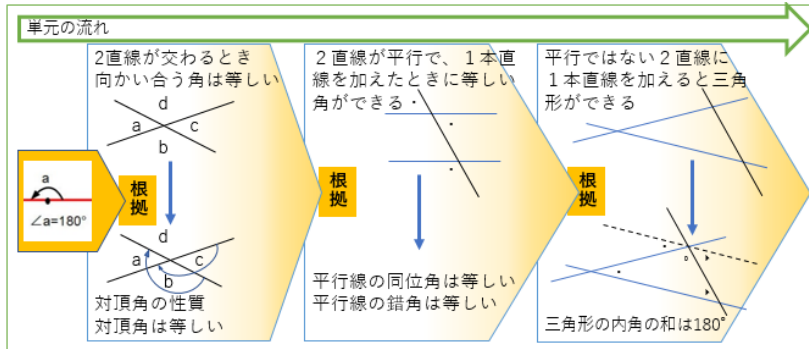 単元の流れ
a
∠a=180°
2直線が交わるとき
向かい合う角は等しい
d
a
c
b
根
拠
d
a
c
b
対頂角の性質
対頂角は等しい
2直線が平行で、1本直
線を加えたときに等しい
角ができる・
根
拠
平行線の同位角は等しい
平行線の錯角は等しい
平行ではない2直線に
1本直線を加えると三角
形ができる
根
拠
三角形の内角の和は180°